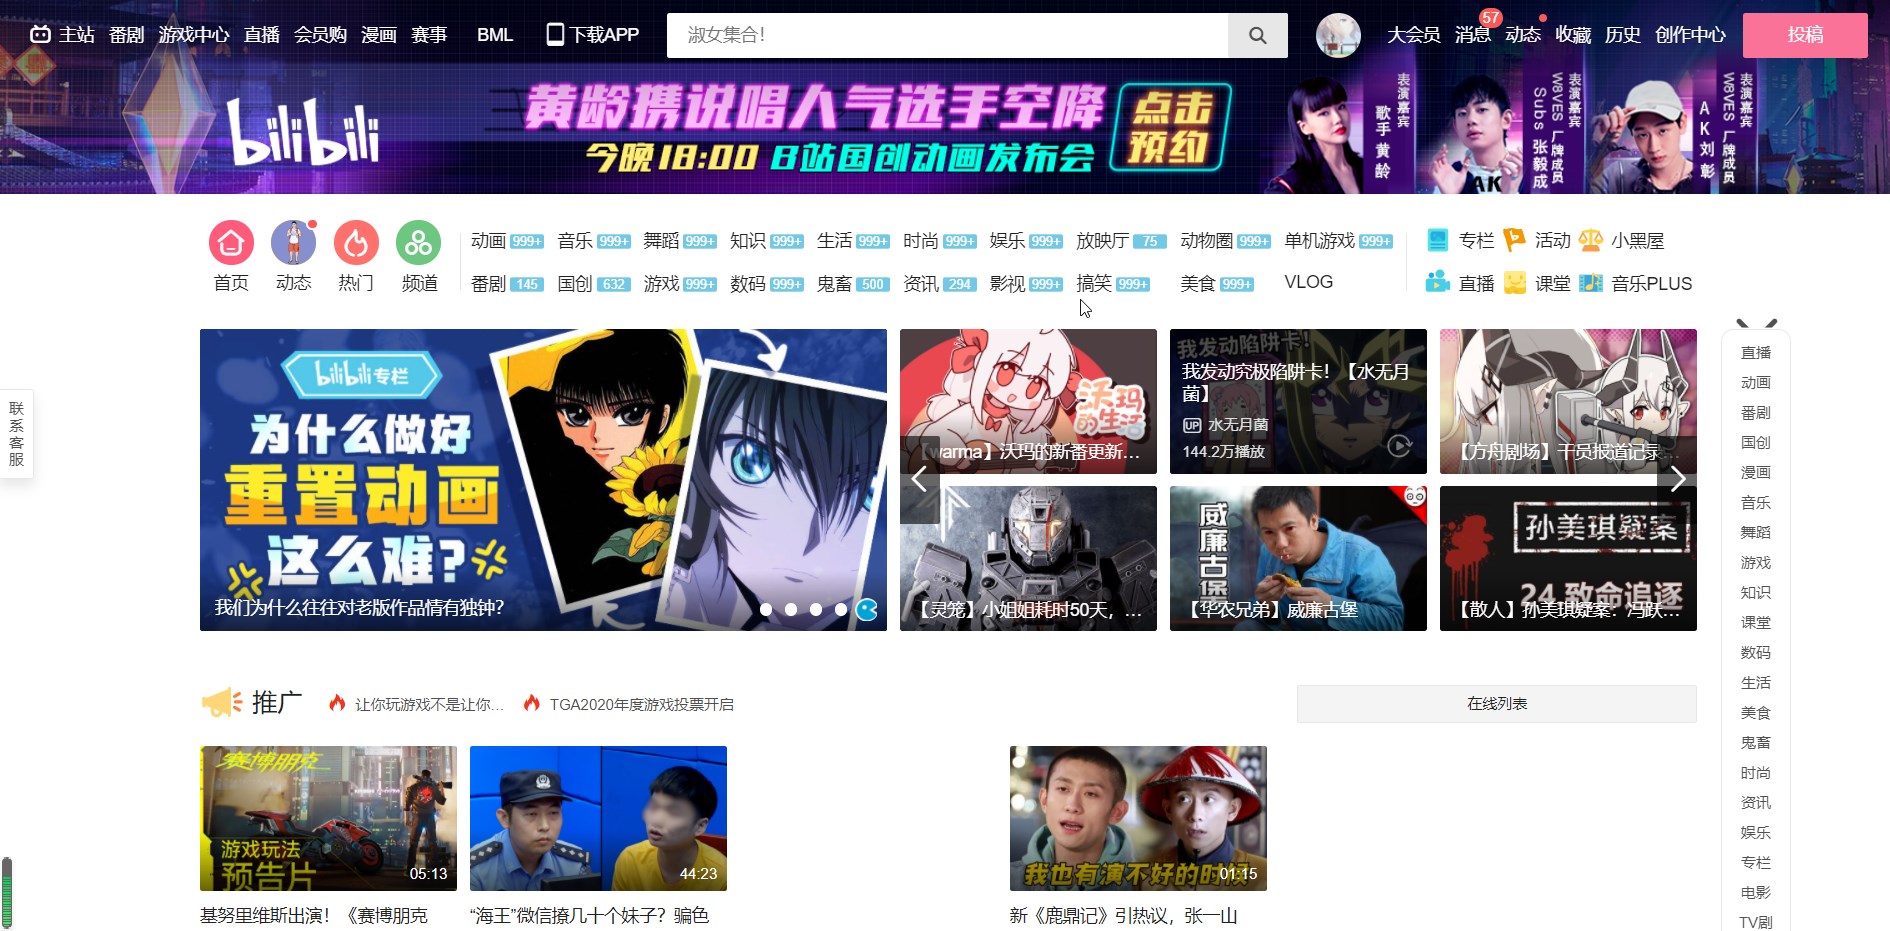 主站 番剧 游戏中心 直播 会员购 漫画 赛事 BML 下载APP
淑女集合！
大会员 消息 57 动态 收藏 历史 创作中心 投稿
bilibili
黄龄携说唱人气选手空降
今晚18:00 B站国创动画发布会
点击
预约
表演嘉宾
歌手 黄龄
表演嘉宾
W8VES 厂牌成员
Subs 张毅成
AK
表演嘉宾
W8VES 厂牌成员
AK刘彰
首页 动态 热门 频道
动画 999+ 音乐 999+ 舞蹈 999+ 知识 999+ 生活 999+ 时尚 999+ 娱乐 999+ 放映厅 75 动物圈 999+ 单机游戏 999+
番剧 145 国创 632 游戏 999+ 数码 999+ 鬼畜 500 资讯 294 影视 999+ 搞笑 999+ 美食 999+ VLOG
专栏 活动 小黑屋
直播 课堂 音乐PLUS
联系客服
bilibili专栏
为什么做好
重置动画
这么难?
我们为什么往往对老版作品情有独钟？
沃玛
的生活
【warma】沃玛的新番更新...
我发动陷阱卡!
我发动究极陷阱卡！【水无月
菌】
UP 水无月菌
144.2万播放
【方舟剧场】干员报道记录...
【灵笼】小姐姐耗时50天，...
威廉古堡
【华农兄弟】威廉古堡
孙美琪疑案
24 致命追逐
【散人】孙美琪疑案：冯跃...
推广
让你玩游戏不是让你...
TGA2020年度游戏投票开启
在线列表
赛博朋克
游戏玩法
预告片
05:13
44:23
我也有演不好的时候
01:15
基努里维斯出演！《赛博朋克
“海王”微信撩几十个妹子？骗色
新《鹿鼎记》引热议，张一山
直播
动画
番剧
国创
漫画
音乐
舞蹈
游戏
知识
课堂
数码
生活
美食
鬼畜
时尚
资讯
娱乐
专栏
电影
TV剧